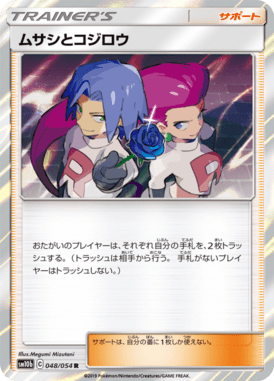 TRAINER'S
サポート
ムサシとコジロウ
おたがいのプレイヤーは、それぞれ自分の手札を、2枚トラッ
シュする。(トラッシュは相手から行う。手札がないプレイ
ヤーはトラッシュしない。)
サポートは、自分の番に1枚しか使えない。
Illus. Megumi Mizutani
sm10b C 048/054 R
©2019 Pokémon/Nintendo/Creatures/GAME FREAK.